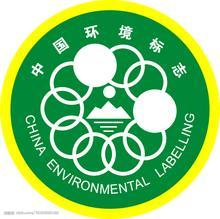 中国环境标志
CHINA ENVIRONMENTAL LABELLING